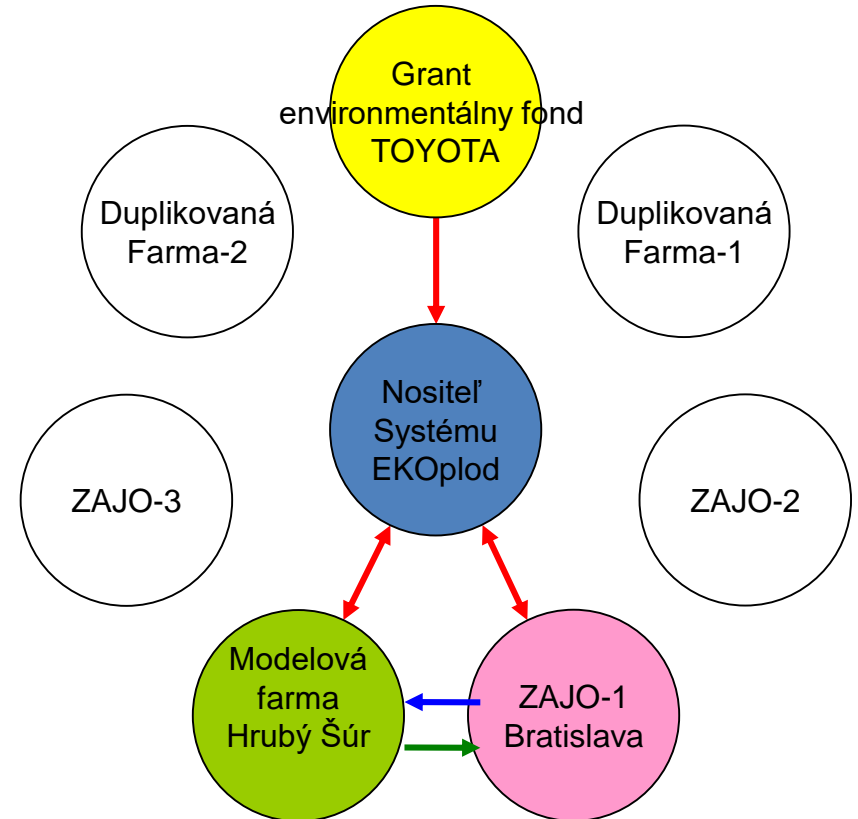 Grant
environmentálny fond
TOYOTA
Duplikovaná
Farma-2
Duplikovaná
Farma-1
Nositeľ
Systému
EKOplod
ZAJO-3
ZAJO-2
Modelová
farma
Hrubý Šúr
ZAJO-1
Bratislava